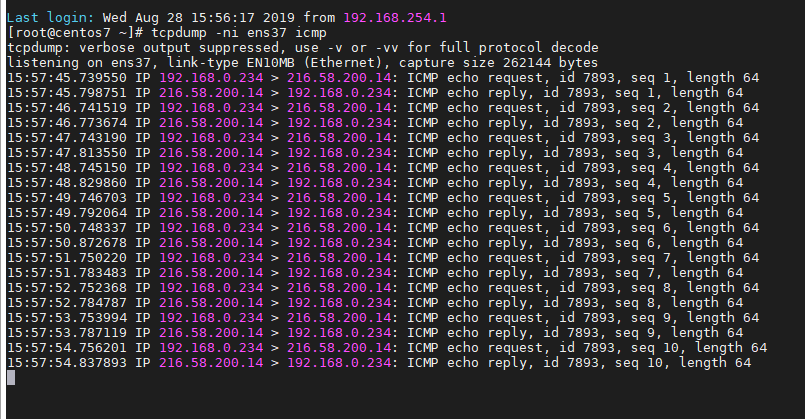 Last login: Wed Aug 28 15:56:17 2019 from 192.168.254.1
[root@centos7 ~]# tcpdump -ni ens37 icmp
tcpdump: verbose output suppressed, use -v or -vv for full protocol decode
listening on ens37, link-type EN10MB (Ethernet), capture size 262144 bytes
15:57:45.739550 IP 192.168.0.234 > 216.58.200.14: ICMP echo request, id 7893, seq 1, length 64
15:57:45.798751 IP 216.58.200.14 > 192.168.0.234: ICMP echo reply, id 7893, seq 1, length 64
15:57:46.741519 IP 192.168.0.234 > 216.58.200.14: ICMP echo request, id 7893, seq 2, length 64
15:57:46.773674 IP 216.58.200.14 > 192.168.0.234: ICMP echo reply, id 7893, seq 2, length 64
15:57:47.743190 IP 192.168.0.234 > 216.58.200.14: ICMP echo request, id 7893, seq 3, length 64
15:57:47.813550 IP 216.58.200.14 > 192.168.0.234: ICMP echo reply, id 7893, seq 3, length 64
15:57:48.745150 IP 192.168.0.234 > 216.58.200.14: ICMP echo request, id 7893, seq 4, length 64
15:57:48.829860 IP 216.58.200.14 > 192.168.0.234: ICMP echo reply, id 7893, seq 4, length 64
15:57:49.746703 IP 192.168.0.234 > 216.58.200.14: ICMP echo request, id 7893, seq 5, length 64
15:57:49.792064 IP 216.58.200.14 > 192.168.0.234: ICMP echo reply, id 7893, seq 5, length 64
15:57:50.748337 IP 192.168.0.234 > 216.58.200.14: ICMP echo request, id 7893, seq 6, length 64
15:57:50.872678 IP 216.58.200.14 > 192.168.0.234: ICMP echo reply, id 7893, seq 6, length 64
15:57:51.750220 IP 192.168.0.234 > 216.58.200.14: ICMP echo request, id 7893, seq 7, length 64
15:57:51.783483 IP 216.58.200.14 > 192.168.0.234: ICMP echo reply, id 7893, seq 7, length 64
15:57:52.752368 IP 192.168.0.234 > 216.58.200.14: ICMP echo request, id 7893, seq 8, length 64
15:57:52.784787 IP 216.58.200.14 > 192.168.0.234: ICMP echo reply, id 7893, seq 8, length 64
15:57:53.753994 IP 192.168.0.234 > 216.58.200.14: ICMP echo request, id 7893, seq 9, length 64
15:57:53.787119 IP 216.58.200.14 > 192.168.0.234: ICMP echo reply, id 7893, seq 9, length 64
15:57:54.756201 IP 192.168.0.234 > 216.58.200.14: ICMP echo request, id 7893, seq 10, length 64
15:57:54.837893 IP 216.58.200.14 > 192.168.0.234: ICMP echo reply, id 7893, seq 10, length 64